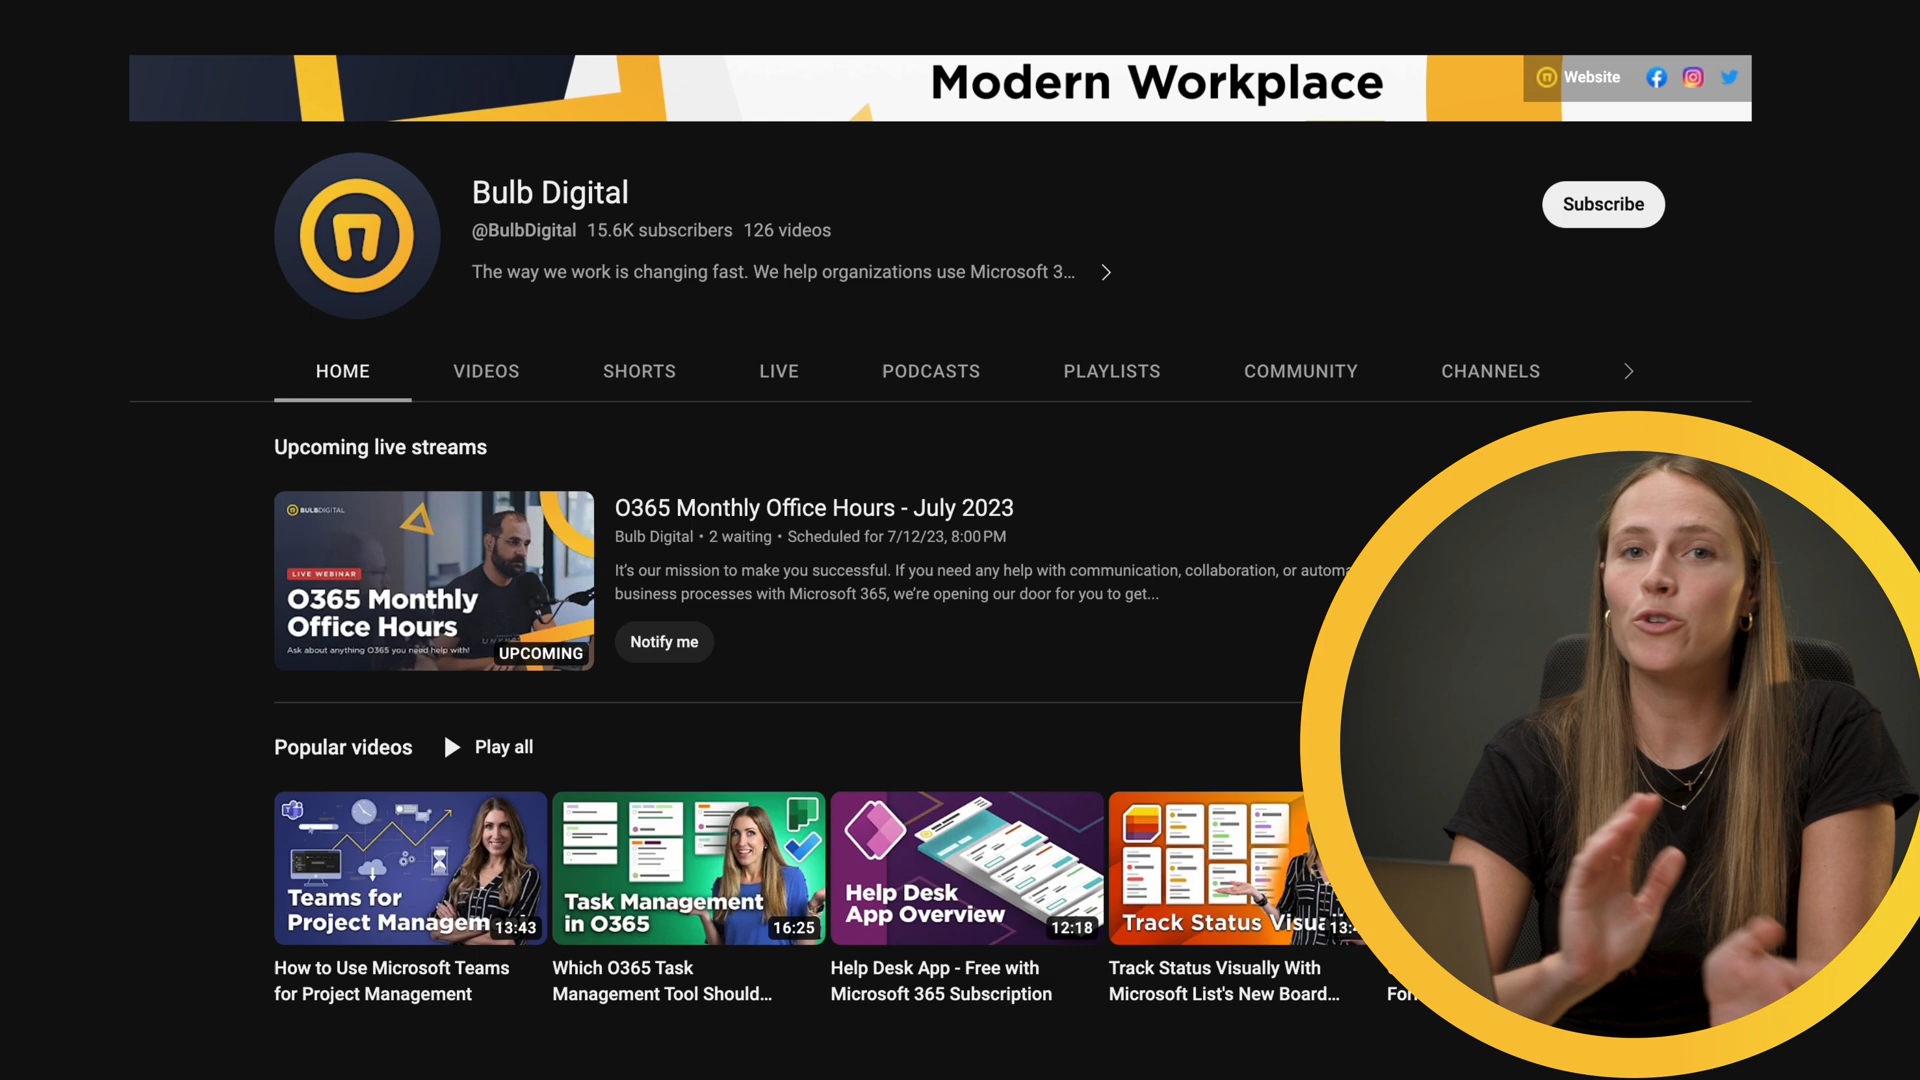 Modern Workplace
Website
Bulb Digital
@BulbDigital 15.6K subscribers 126 videos
The way we work is changing fast. We help organizations use Microsoft 3...
Subscribe
HOME VIDEOS SHORTS LIVE PODCASTS PLAYLISTS COMMUNITY CHANNELS
Upcoming live streams
BULBDIGITAL
LIVE WEBINAR
O365 Monthly
Office Hours
Ask about anything O365 you need help with!
UPCOMING
O365 Monthly Office Hours - July 2023
Bulb Digital • 2 waiting • Scheduled for 7/12/23, 8:00 PM
It's our mission to make you successful. If you need any help with communication, collaboration, or automa
business processes with Microsoft 365, we're opening our door for you to get...
Notify me
Popular videos Play all
Teams for
Project Managem
13:43
Task Management
in O365
16:25
Help Desk
App Overview
12:18
Track Status Visua
13:4
How to Use Microsoft Teams
for Project Management
Which O365 Task
Management Tool Should...
Help Desk App - Free with
Microsoft 365 Subscription
Track Status Visually With
Microsoft List's New Board...